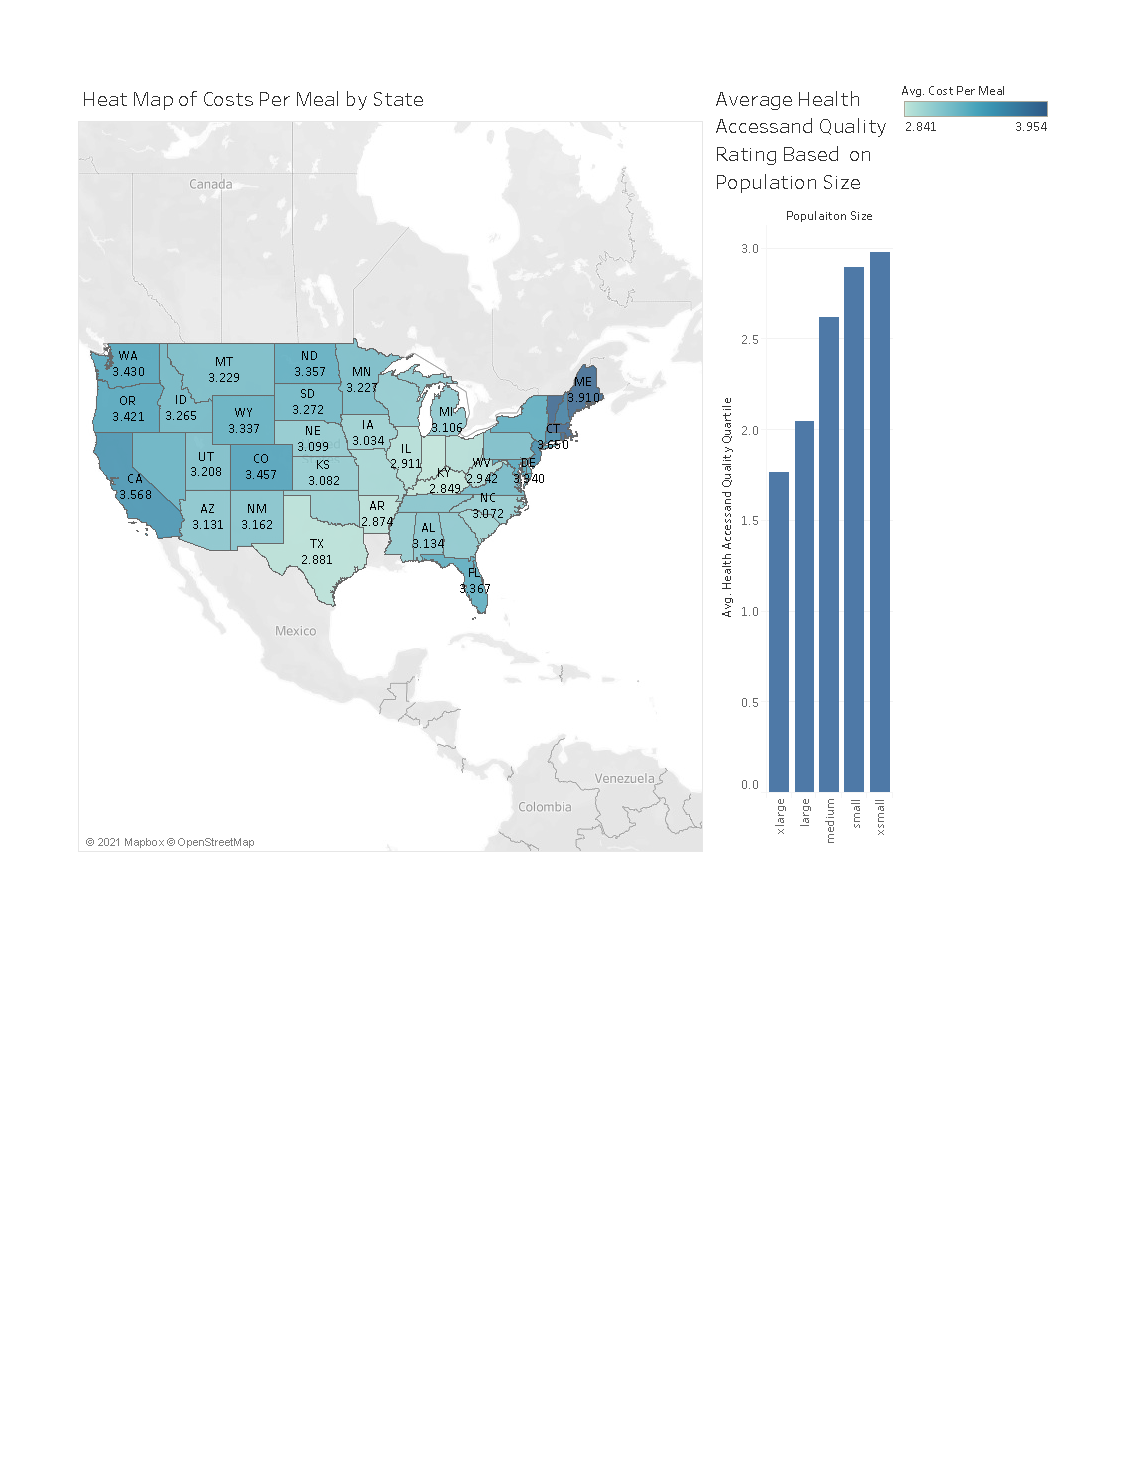 Heat Map of Costs Per Meal by State
Average Health
Accessand Quality
Rating Based on
Population Size
Avg. Cost Per Meal
2.841 3.954
Canada
WA
3.430
MT
3.229
ND
3.357
MN
3.227
OR
3.421
ID
3.265
WY
3.337
SD
3.272
ME
3.910
MI
3.106
NE
3.099
IA
3.034
CT
3.650
UT
3.208
CO
3.457
KS
3.082
IL
2.911
KY
2.849
WV
2.942
DE
3.340
CA
3.568
AZ
3.131
NM
3.162
AR
2.874
NC
3.072
TX
2.881
AL
3.134
FL
3.367
Mexico
Venezuela
Colombia
© 2021 Mapbox © OpenStreetMap
Populaiton Size
Avg. Health Accessand Quality Quartile
3.0
2.5
2.0
1.5
1.0
0.5
0.0
x large
large
medium
small
x small